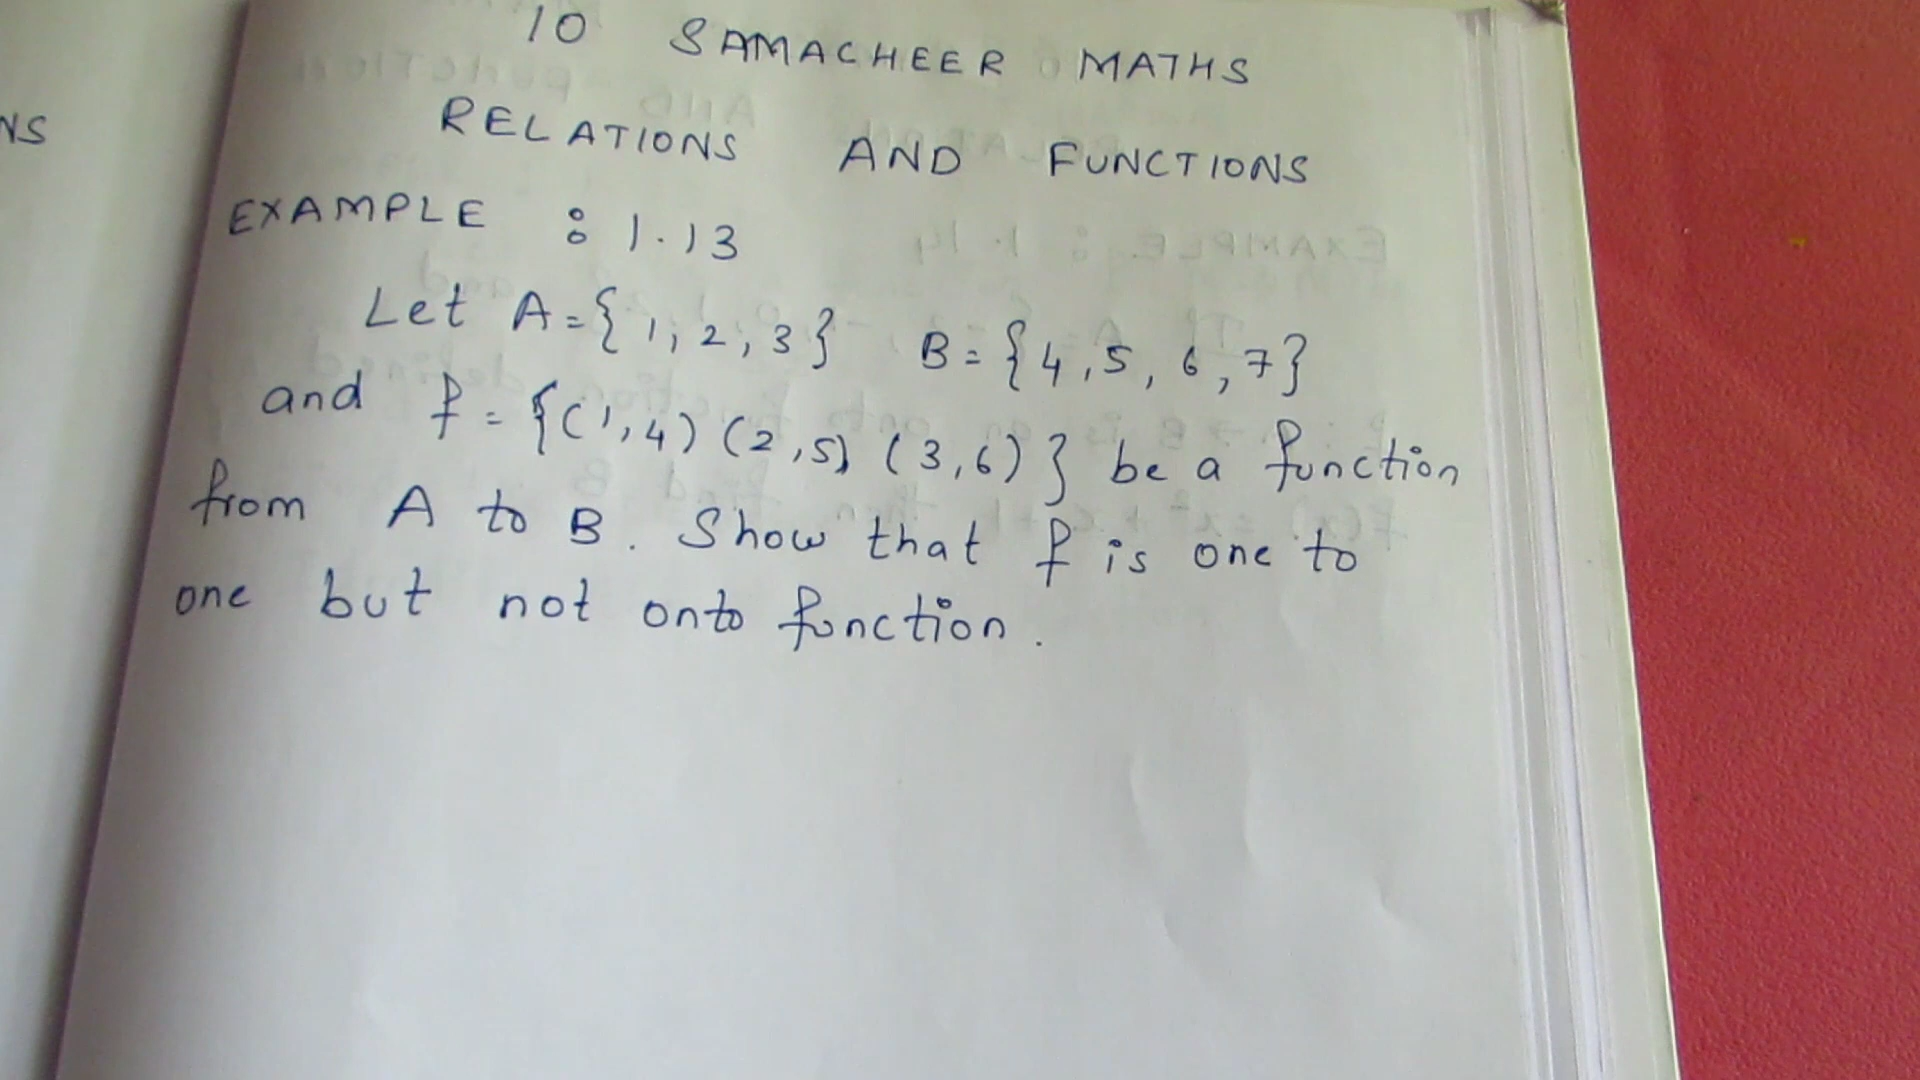 NS
10 SAMACHEER MATHS
RELATIONS AND FUNCTIONS
EXAMPLE : 1.13
Let A={1, 2, 3} B={4, 5, 6, 7}
and f={(1,4) (2,5) (3,6)} be a function
from A to B. Show that f is one to
one but not onto function.